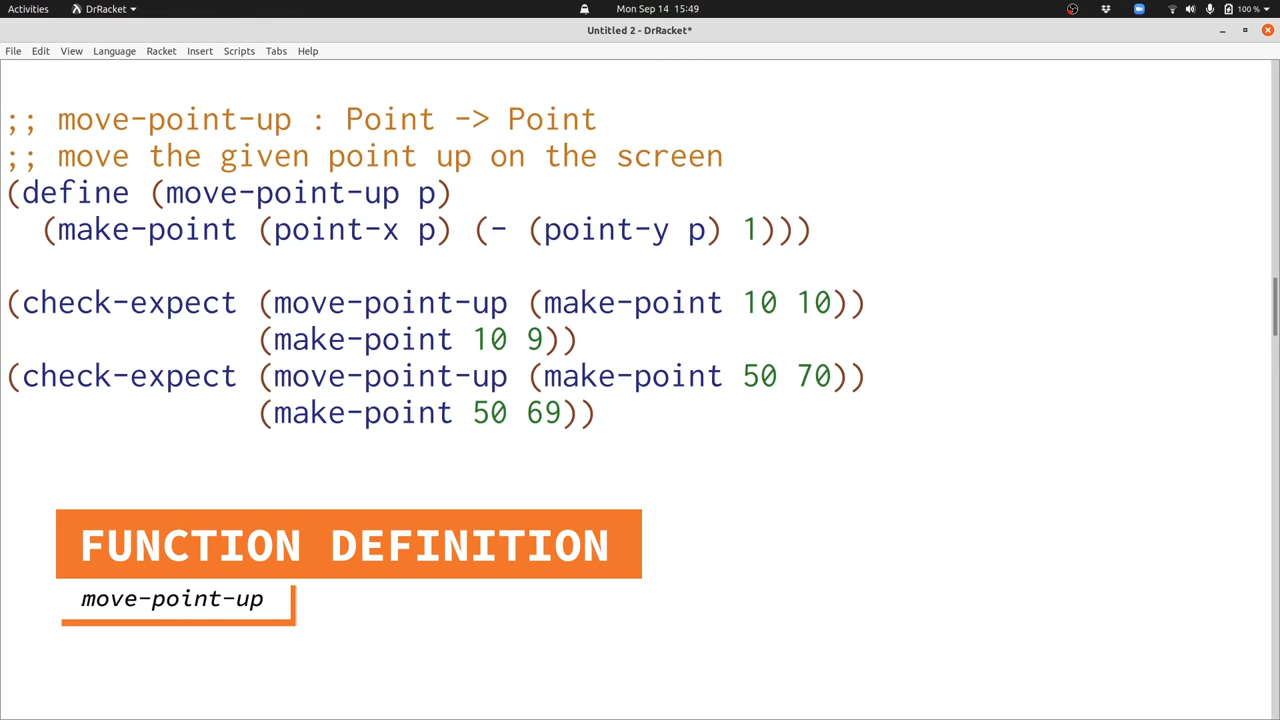 Activities DrRacket Mon Sep 14 15:49 100 %
Untitled 2 - DrRacket*
File Edit View Language Racket Insert Scripts Tabs Help
;; move-point-up : Point -> Point
;; move the given point up on the screen
(define (move-point-up p)
  (make-point (point-x p) (- (point-y p) 1)))
(check-expect (move-point-up (make-point 10 10))
              (make-point 10 9))
(check-expect (move-point-up (make-point 50 70))
              (make-point 50 69))
FUNCTION DEFINITION
move-point-up